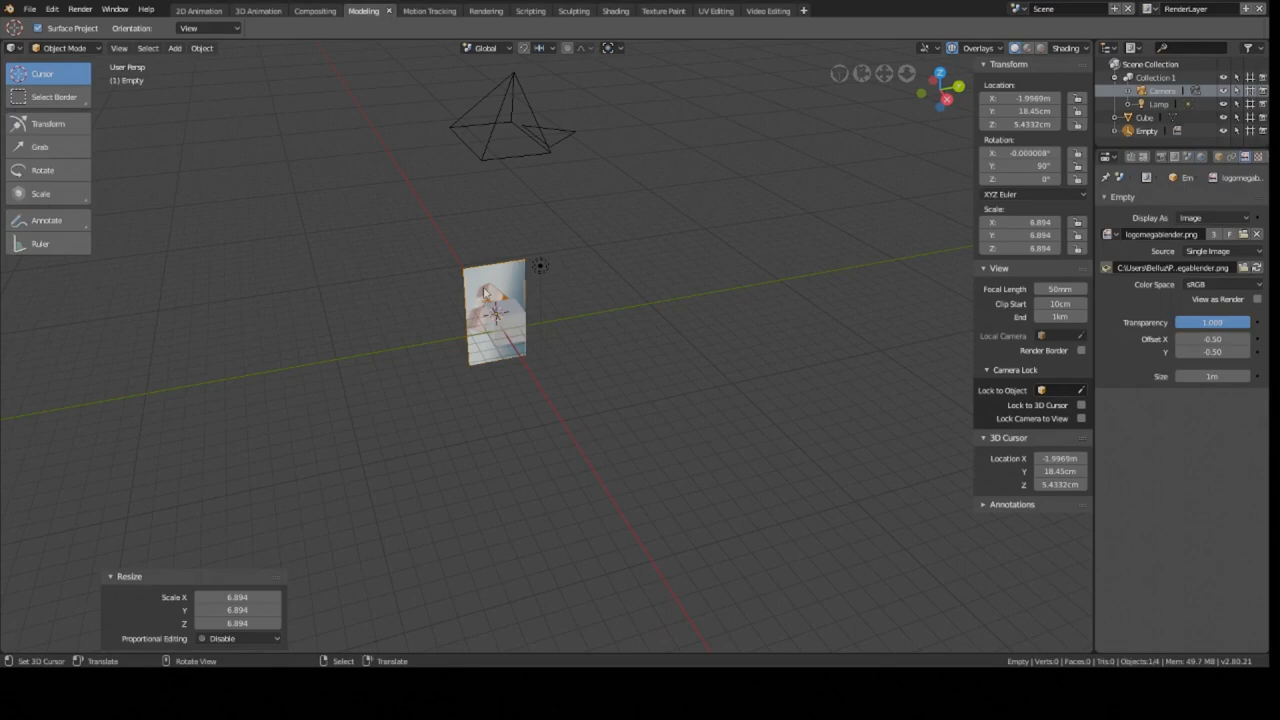 File Edit Render Window Help 2D Animation 3D Animation Compositing Modeling Motion Tracking Rendering Scripting Sculpting Shading Texture Paint UV Editing Video Editing Scene RenderLayer
Surface Project Orientation: View
Object Mode View Select Add Object Global Overlays Shading
User Persp
(1) Empty
Cursor
Select Border
Transform
Grab
Rotate
Scale
Annotate
Ruler
Z
Y
X
Transform
Location:
X: -1.9969m
Y: 18.45cm
Z: 5.4332cm
Rotation:
X: -0.000008°
Y: 90°
Z: 0°
XYZ Euler
Scale:
X: 6.894
Y: 6.894
Z: 6.894
View
Focal Length 50mm
Clip Start 10cm
End 1km
Local Camera
Render Border
Camera Lock
Lock to Object
Lock to 3D Cursor
Lock Camera to View
3D Cursor
Location X -1.9969m
Y 18.45cm
Z 5.4332cm
Annotations
Scene Collection
Collection 1
Camera
Lamp
Cube
Empty
Em logomegab..
Empty
Display As Image
logomegablender.png 3 F
Source Single Image
C:\Users\Belluz\P..egablender.png
Color Space sRGB
View as Render
Transparency 1.000
Offset X -0.50
Y -0.50
Size 1m
Resize
Scale X 6.894
Y 6.894
Z 6.894
Proportional Editing Disable
Set 3D Cursor Translate Rotate View Select Translate Empty | Verts:0 | Faces:0 | Tris:0 | Objects:1/4 | Mem: 49.7 MB | v2.80.21